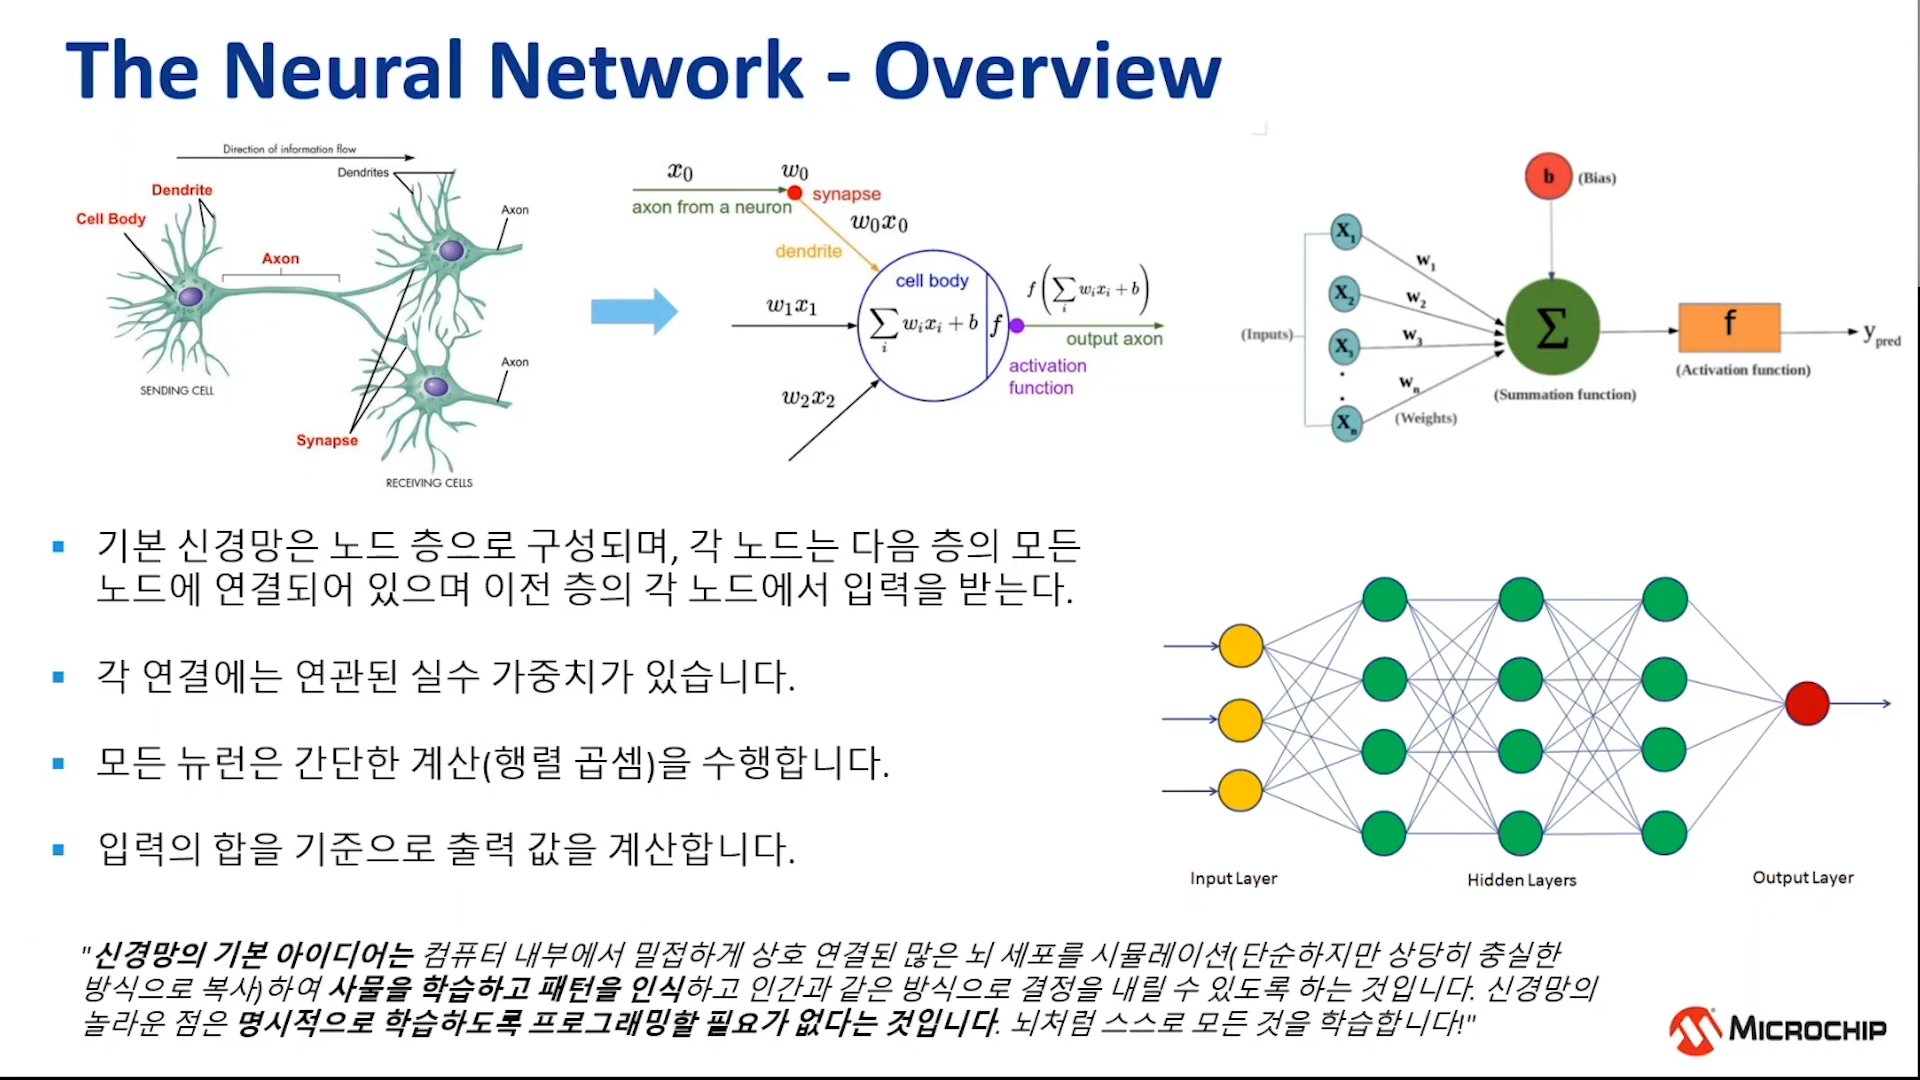 The Neural Network - Overview
Direction of information flow
Dendrites
Dendrite
Cell Body
Axon
Axon
Axon
SENDING CELL
Synapse
RECEIVING CELLS
x₀
w₀
synapse
axon from a neuron
w₀x₀
dendrite
cell body
w₁x₁
∑ᵢ wᵢxᵢ + b
f
f(∑ᵢ wᵢxᵢ + b)
output axon
activation
function
w₂x₂
b
(Bias)
X₁
w₁
X₂
w₂
(Inputs)
X₃
w₃
Σ
f
y pred
(Activation function)
wₙ
(Summation function)
Xₙ
(Weights)
▪ 기본 신경망은 노드 층으로 구성되며, 각 노드는 다음 층의 모든
노드에 연결되어 있으며 이전 층의 각 노드에서 입력을 받는다.
▪ 각 연결에는 연관된 실수 가중치가 있습니다.
▪ 모든 뉴런은 간단한 계산(행렬 곱셈)을 수행합니다.
▪ 입력의 합을 기준으로 출력 값을 계산합니다.
Input Layer
Hidden Layers
Output Layer
"신경망의 기본 아이디어는 컴퓨터 내부에서 밀접하게 상호 연결된 많은 뇌 세포를 시뮬레이션(단순하지만 상당히 충실한
방식으로 복사)하여 사물을 학습하고 패턴을 인식하고 인간과 같은 방식으로 결정을 내릴 수 있도록 하는 것입니다. 신경망의
놀라운 점은 명시적으로 학습하도록 프로그래밍할 필요가 없다는 것입니다. 뇌처럼 스스로 모든 것을 학습합니다!"
MICROCHIP